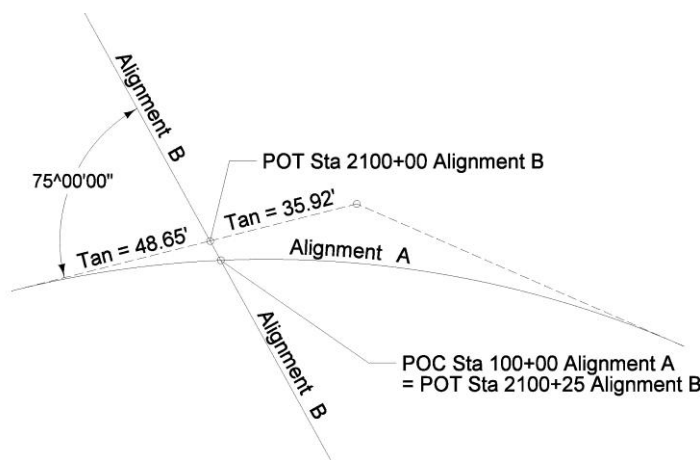 Alignment B
75^00'00"
POT Sta 2100+00 Alignment B
Tan = 35.92'
Tan = 48.65'
Alignment A
Alignment B
POC Sta 100+00 Alignment A
= POT Sta 2100+25 Alignment B